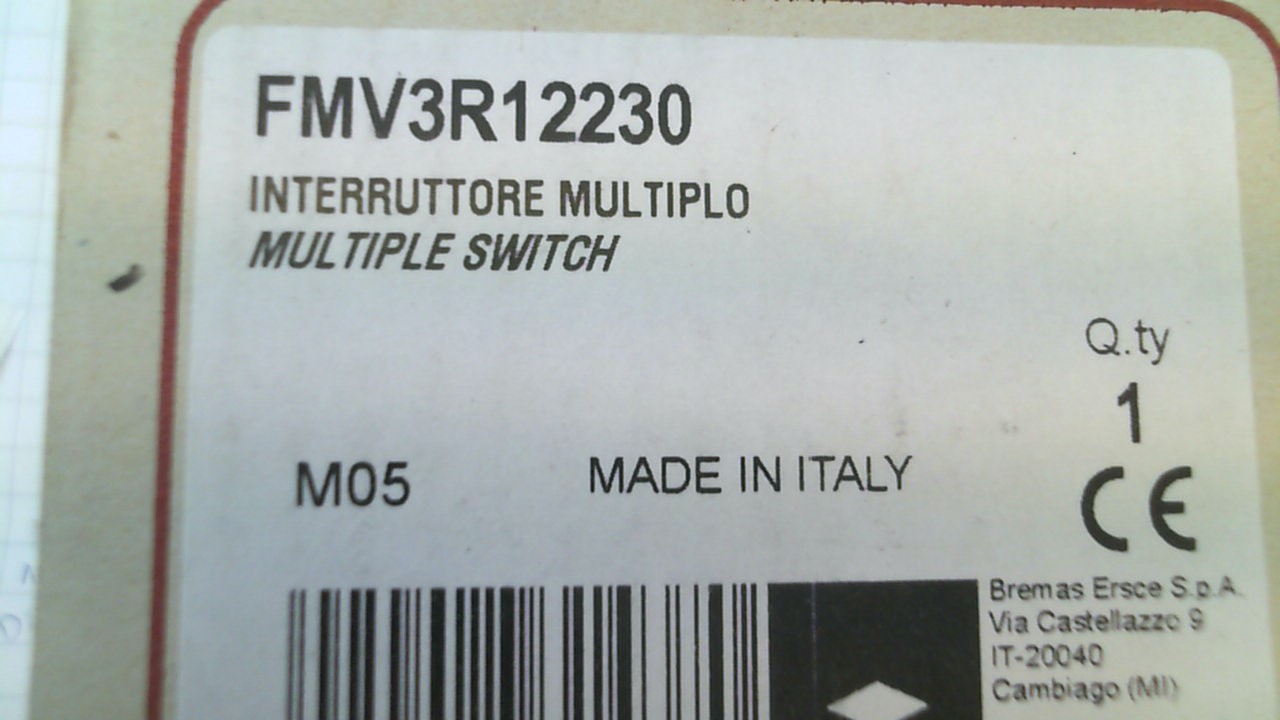 FMV3R12230
INTERRUTTORE MULTIPLO
MULTIPLE SWITCH
Q.ty
1
M05
MADE IN ITALY
CE
Bremas Ersce S.p.A.
Via Castellazzo 9
IT-20040
Cambiago (MI)